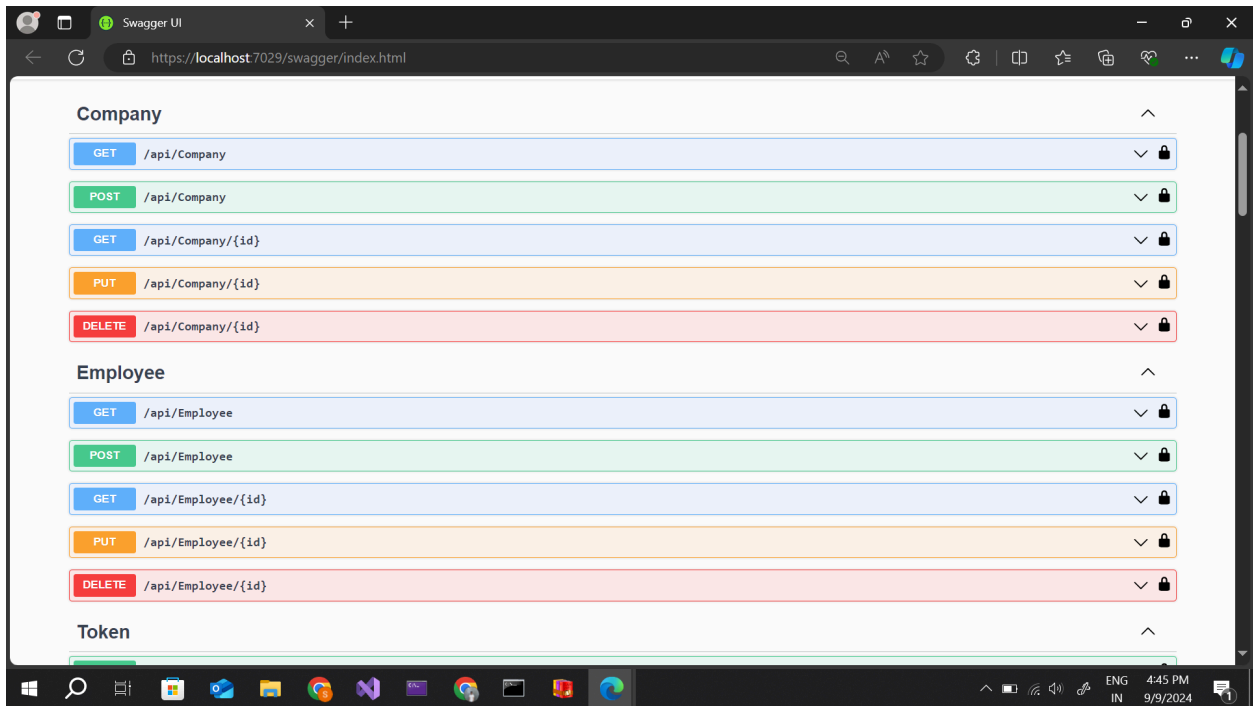 Swagger UI
https://localhost:7029/swagger/index.html
Company
GET /api/Company
POST /api/Company
GET /api/Company/{id}
PUT /api/Company/{id}
DELETE /api/Company/{id}
Employee
GET /api/Employee
POST /api/Employee
GET /api/Employee/{id}
PUT /api/Employee/{id}
DELETE /api/Employee/{id}
Token
ENG 4:45 PM
IN 9/9/2024
1